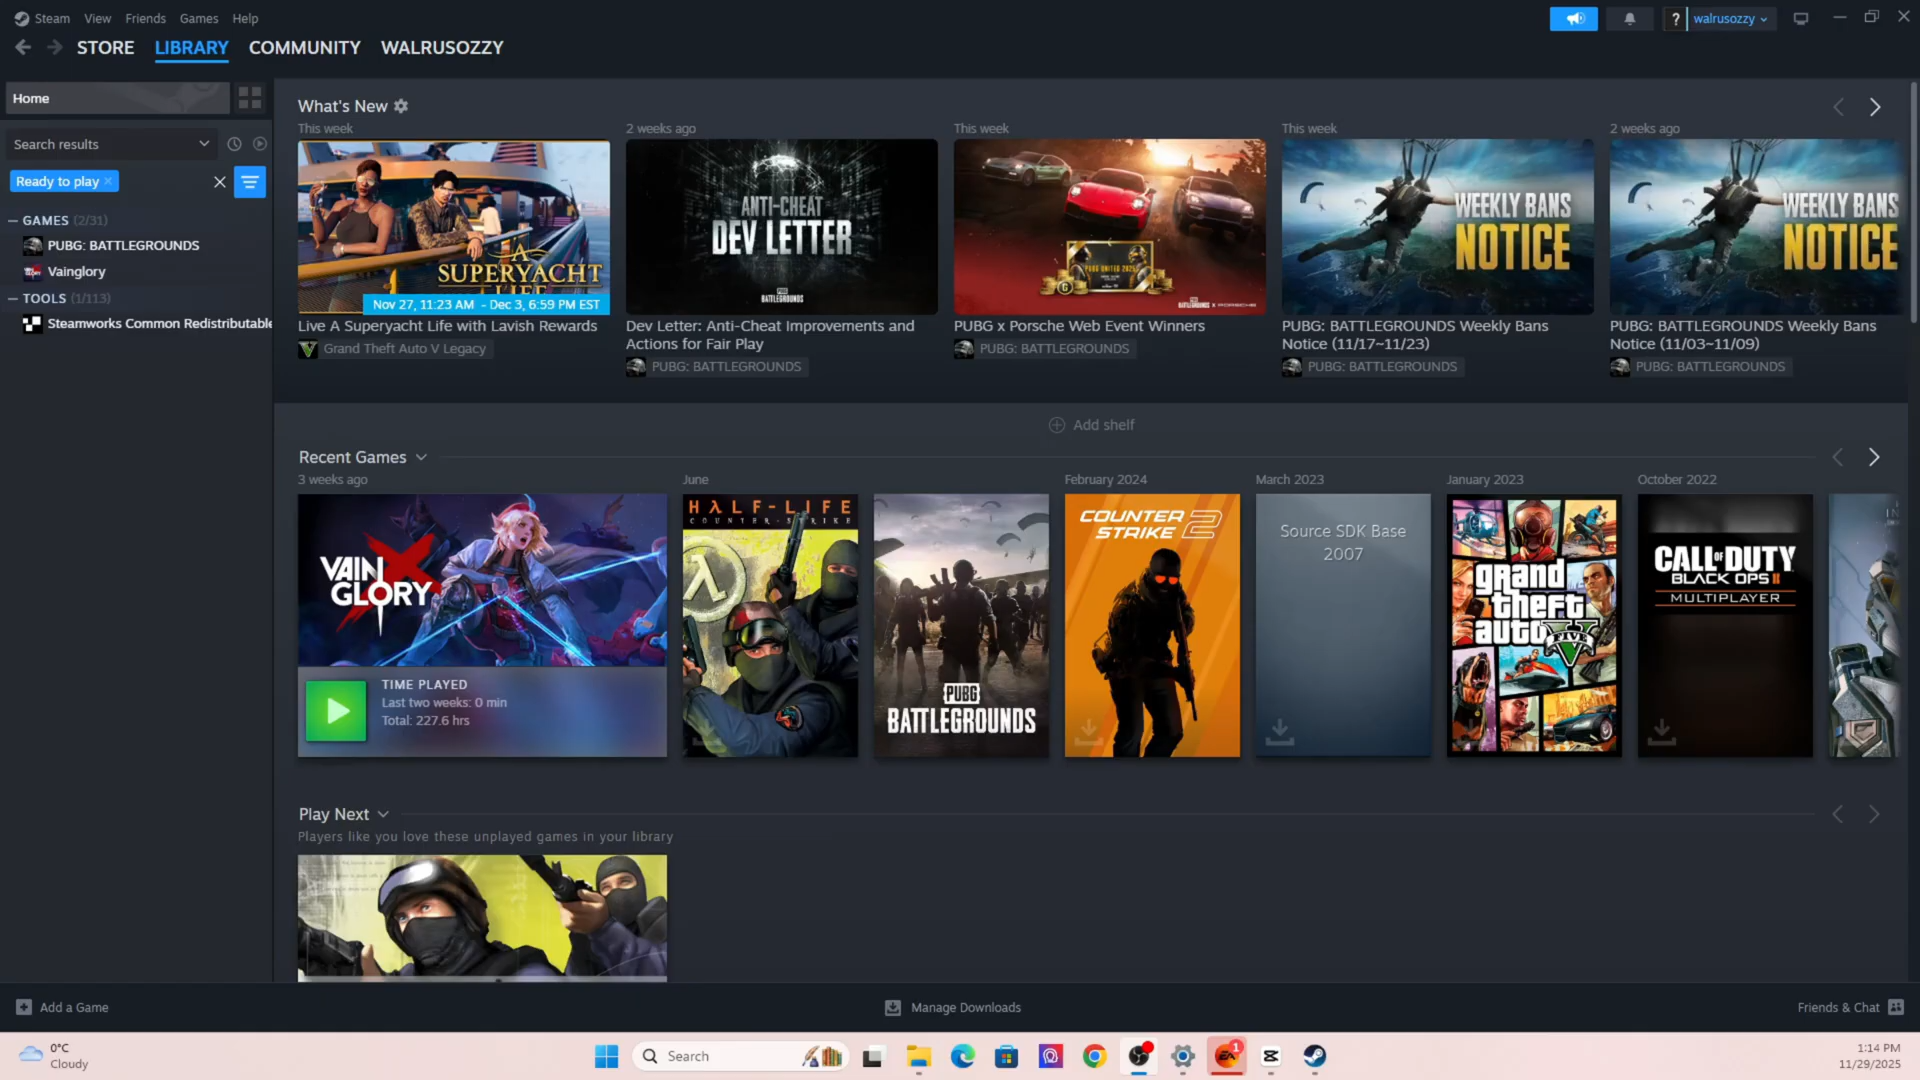 Steam View Friends Games Help
? walrusozzy
STORE LIBRARY COMMUNITY WALRUSOZZY
Home
Search results
Ready to play ×
— GAMES (2/31)
PUBG: BATTLEGROUNDS
Vainglory
— TOOLS (1/113)
Steamworks Common Redistributable
What's New
This week
A
SUPERYACHT
LIFE
Nov 27, 11:23 AM - Dec 3, 6:59 PM EST
Live A Superyacht Life with Lavish Rewards
Grand Theft Auto V Legacy
2 weeks ago
ANTI-CHEAT
DEV LETTER
BATTLEGROUNDS
Dev Letter: Anti-Cheat Improvements and
Actions for Fair Play
PUBG: BATTLEGROUNDS
This week
PUBG UNITED 2025
PUBG x Porsche Web Event Winners
PUBG: BATTLEGROUNDS
This week
WEEKLY BANS
NOTICE
PUBG: BATTLEGROUNDS Weekly Bans
Notice (11/17~11/23)
PUBG: BATTLEGROUNDS
2 weeks ago
WEEKLY BANS
NOTICE
PUBG: BATTLEGROUNDS Weekly Bans
Notice (11/03~11/09)
PUBG: BATTLEGROUNDS
Add shelf
Recent Games
3 weeks ago
VAIN
GLORY
TIME PLAYED
Last two weeks: 0 min
Total: 227.6 hrs
June
HλLF-LIFE
COUNTER-STRIKE
PUBG
BATTLEGROUNDS
February 2024
COUNTER
STRIKE 2
March 2023
Source SDK Base
2007
January 2023
grand
theft
auto
FIVE
October 2022
CALL OF DUTY
BLACK OPS II
MULTIPLAYER
Play Next
Players like you love these unplayed games in your library
Add a Game
Manage Downloads
Friends & Chat
0°C
Cloudy
Search
EA
1
1:14 PM
11/29/2025